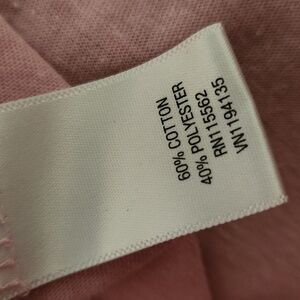 60% COTTON
40% POLYESTER
RN115562
VN1194135